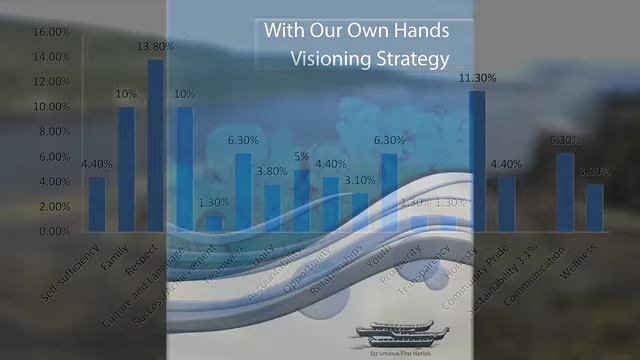 With Our Own Hands
Visioning Strategy
16.00%
14.00%
12.00%
10.00%
8.00%
6.00%
4.00%
2.00%
0.00%
4.40%
10%
13.80%
10%
1.30%
6.30%
3.80%
5%
4.40%
3.10%
6.30%
1.30%
1.30%
11.30%
4.40%
6.30%
3.80%
Self-sufficiency
Family
Respect
Culture and Language
Success/Achievement
Teamwork
Unity
Accountability
Opportunity
Relationships
Youth
Prosperity
Transparency
Honesty
Community Pride
Sustainability 3.1%
Communication
Wellness
Stz'uminus First Nation